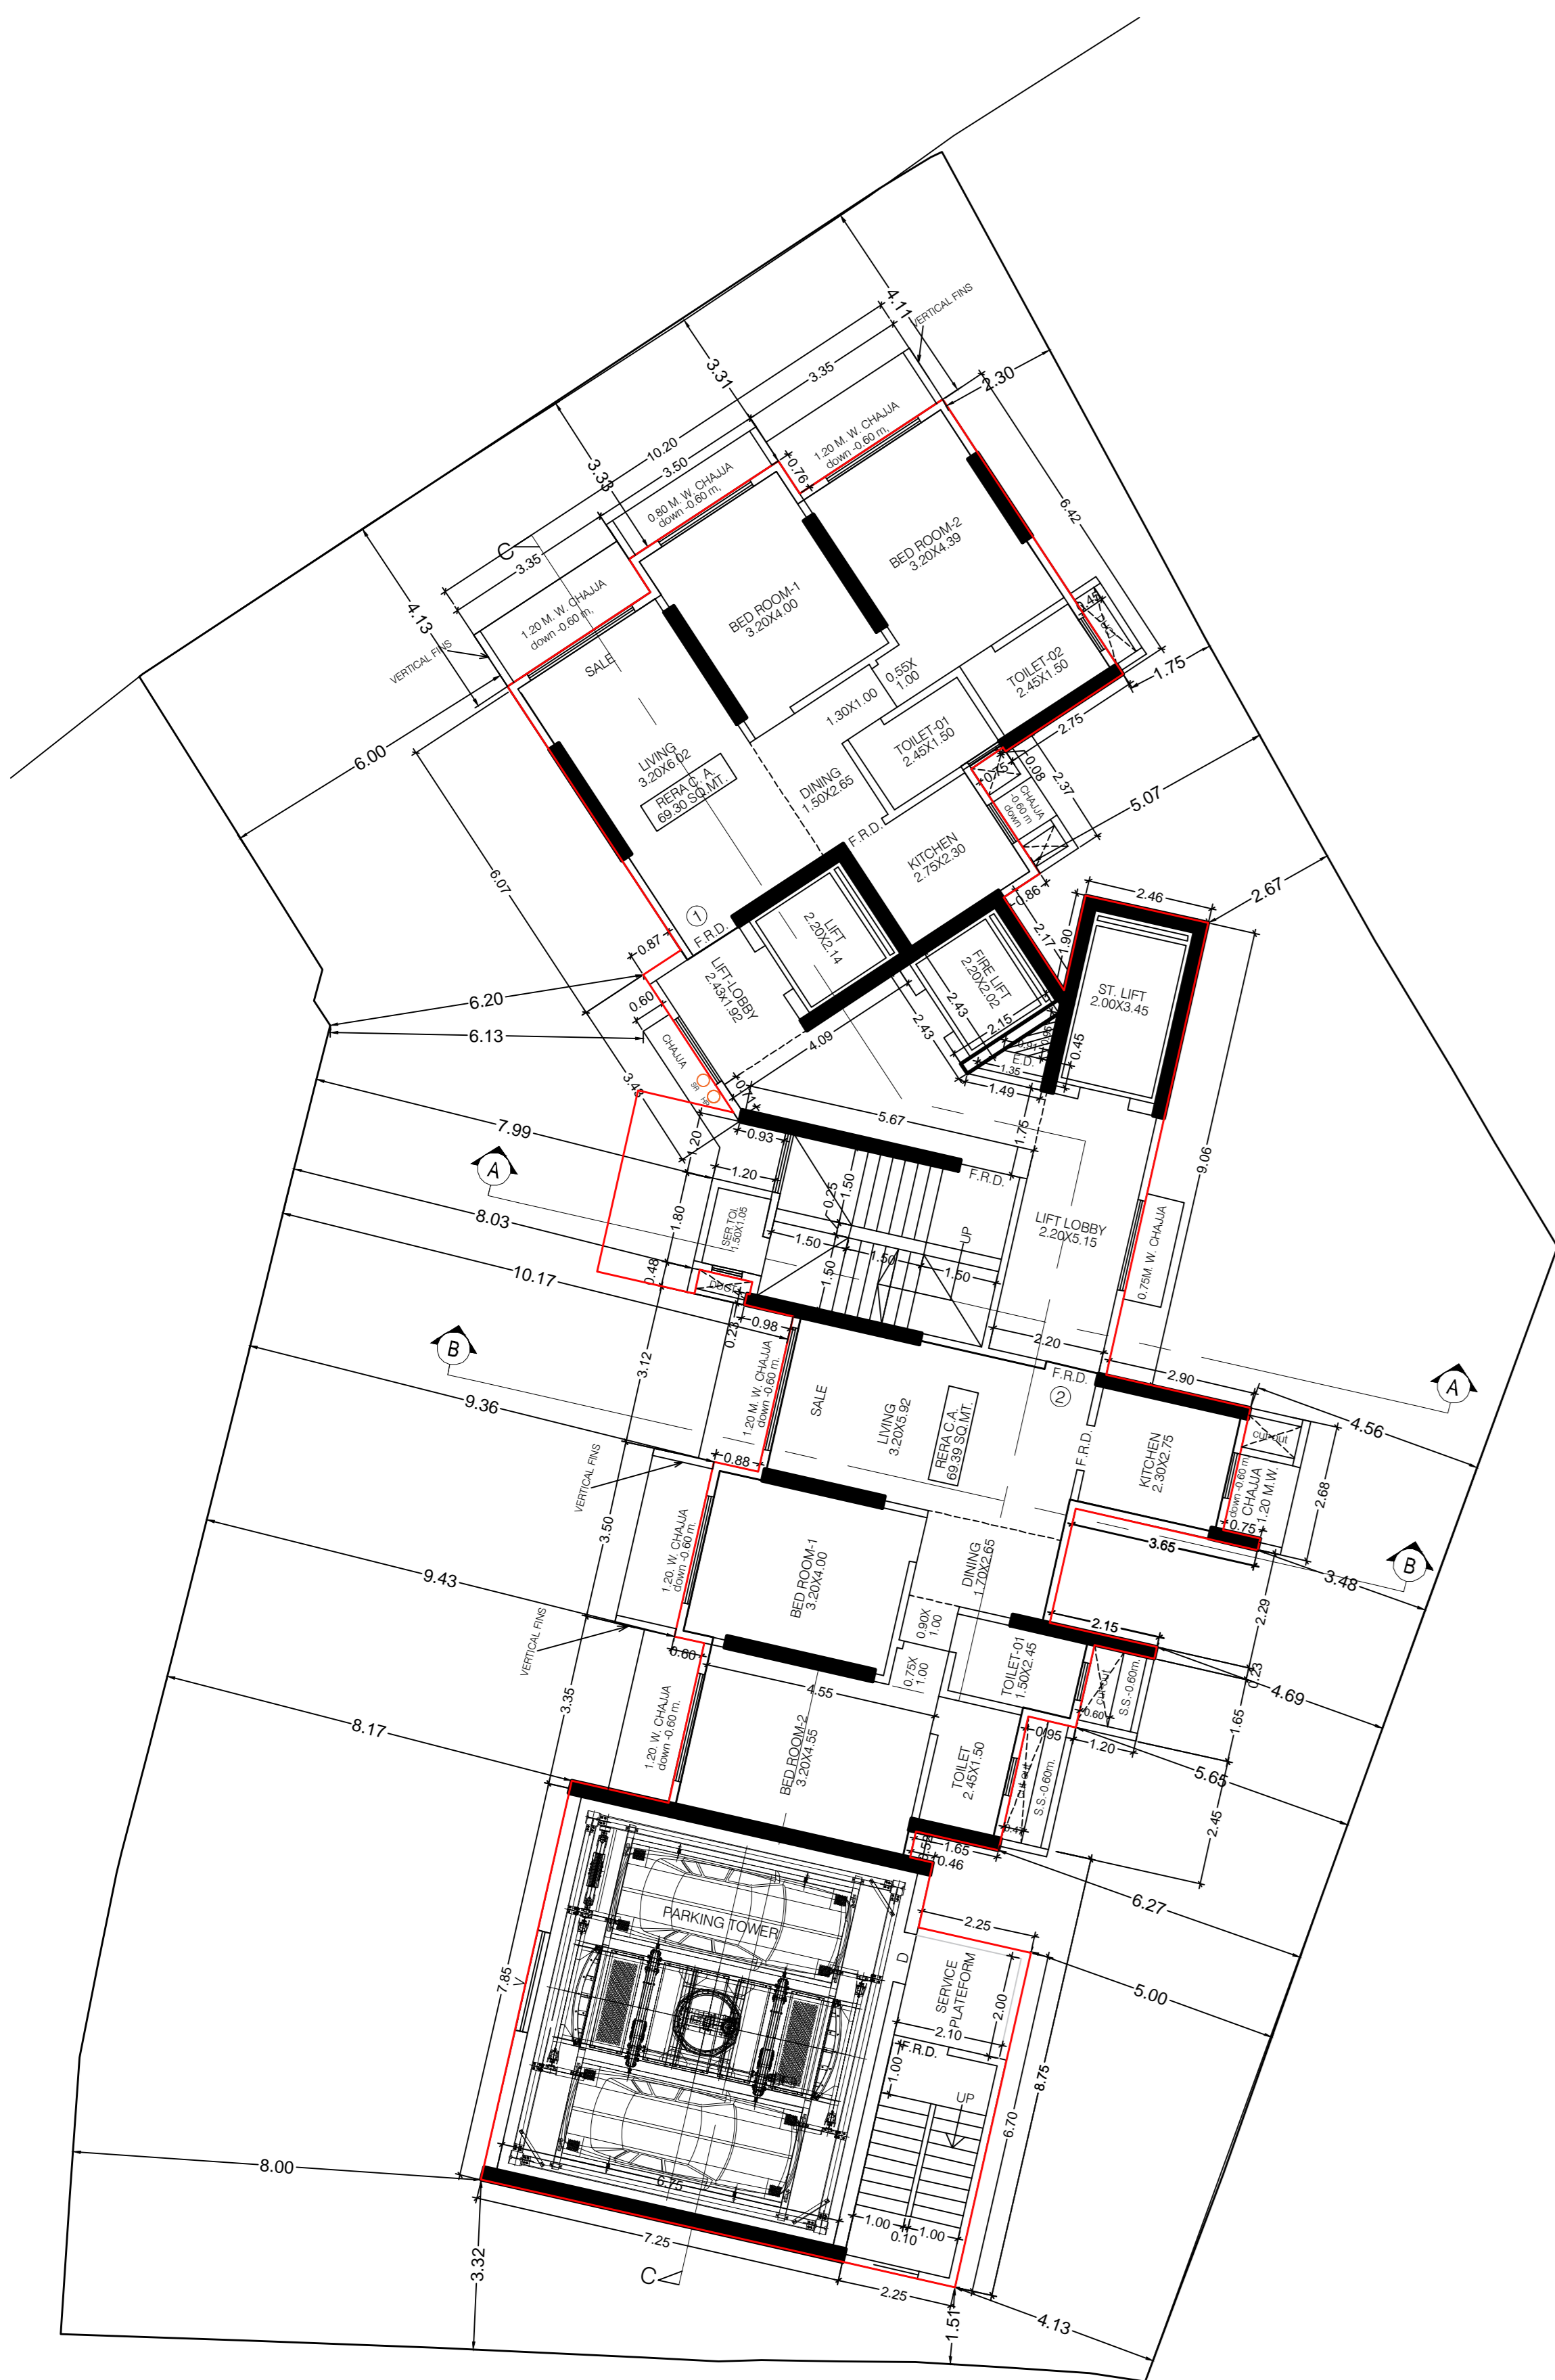 4.11
VERTICAL FINS
2.30
3.31
3.35
10.20
3.50
1.20 M. W. CHAJJA
down -0.60 m,
0.76
3.33
0.80 M. W. CHAJJA
down -0.60 m,
C
3.35
6.42
BED ROOM-2
3.20X4.39
4.13
1.20 M. W. CHAJJA
down -0.60 m,
VERTICAL FINS
SALE
BED ROOM-1
3.20X4.00
0.45
TOILET-02
2.45X1.50
1.75
0.55X
1.00
1.30X1.00
2.75
TOILET-01
2.45X1.50
6.00
LIVING
3.20X6.02
RERA C. A.
69.30 SQ.MT.
DINING
1.50X2.65
0.75
0.08
2.37
CHAJJA
-0.60 m
down
5.07
F.R.D.
KITCHEN
2.75X2.30
6.07
0.86
2.46
2.67
1
F.R.D.
0.87
LIFT
2.20X2.14
2.17
1.90
LIFT-LOBBY
2.43X1.92
FIRE LIFT
2.20X2.02
ST. LIFT
2.00X3.45
6.20
0.60
6.13
CHAJJA
4.09
2.43
2.43
2.15
0.91
E.D.
0.45
1.35
1.49
SR
3.48
5.67
1.75
7.99
0.93
1.20
1.20
9.06
A
F.R.D.
0.25
1.50
SER.TOI.
1.50X1.05
1.80
8.03
LIFT LOBBY
2.20X5.15
UP
1.50
1.50
1.50
1.50
0.75M. W. CHAJJA
10.17
0.48
DUCT
0.98
0.23
2.20
B
3.12
F.R.D.
2
2.90
A
1.20 M. W. CHAJJA
down -0.60 m.
SALE
LIVING
3.20X5.92
RERA C.A.
69.39 SQ.MT.
4.56
9.36
cut out
F.R.D.
KITCHEN
2.30X2.75
down -0.60 m
CHAJJA
1.20 M.W.
2.68
VERTICAL FINS
0.88
3.50
0.75
3.65
B
1.20. W. CHAJJA
down -0.60 m.
BED ROOM-1
3.20X4.00
DINING
1.70X2.65
3.48
9.43
2.29
VERTICAL FINS
0.90X
1.00
2.15
0.60
0.75X
1.00
TOILET-01
1.50X2.45
cut out
S.S.-0.60m.
0.23
4.69
4.55
0.60
3.35
8.17
1.20. W. CHAJJA
down -0.60 m.
BED ROOM-2
3.20X4.55
0.95
1.20
1.65
TOILET
2.45X1.50
S.S.-0.60m.
5.65
2.45
1.65
0.46
6.27
PARKING TOWER
2.25
D
SERVICE
PLATEFORM
5.00
7.85
V
2.00
2.10
F.R.D.
1.00
8.75
UP
6.70
8.00
6.75
1.00
1.00
0.10
7.25
3.32
C
2.25
1.51
4.13